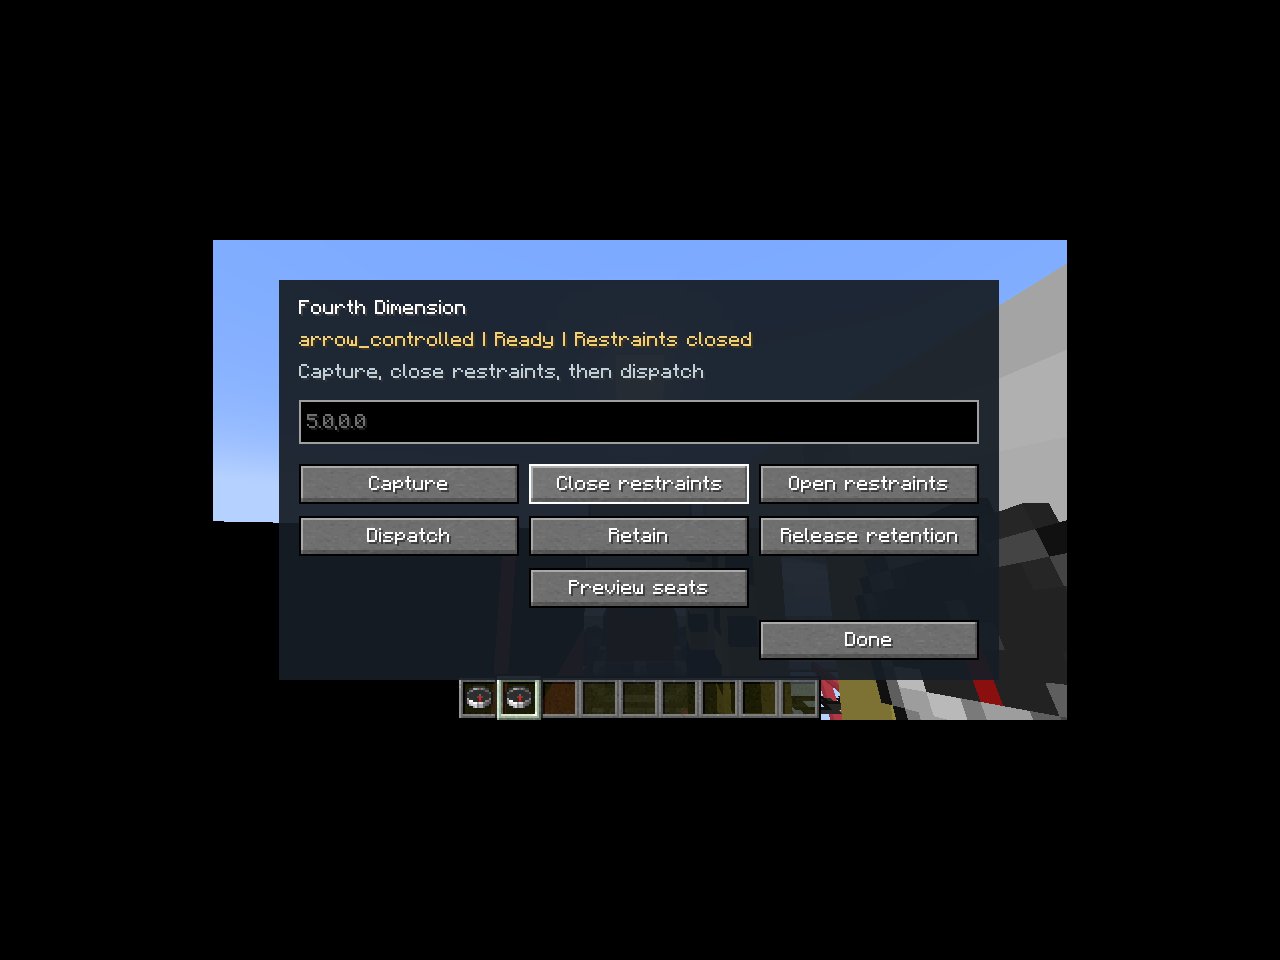 Fourth Dimension
arrow_controlled | Ready | Restraints closed
Capture, close restraints, then dispatch
5.0,0.0
Capture Close restraints Open restraints
Dispatch Retain Release retention
Preview seats
Done